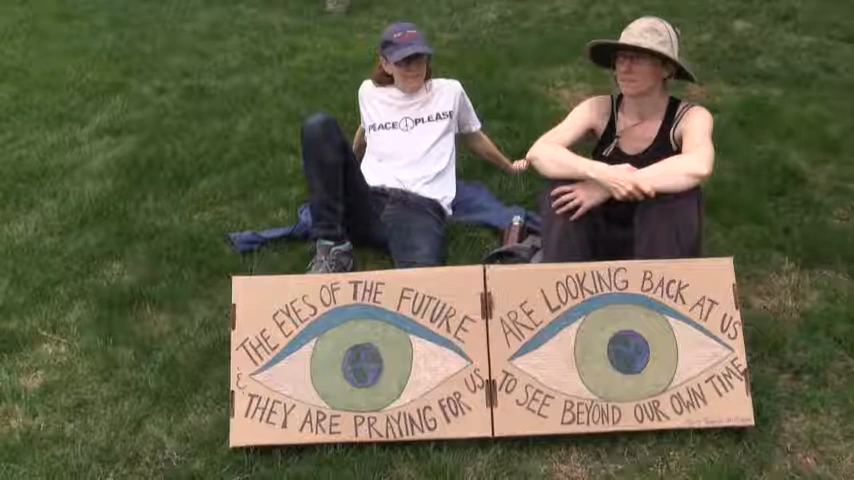 PEACE PLEASE
THE EYES OF THE FUTURE
ARE LOOKING BACK AT US
& THEY ARE PRAYING FOR US
TO SEE BEYOND OUR OWN TIME